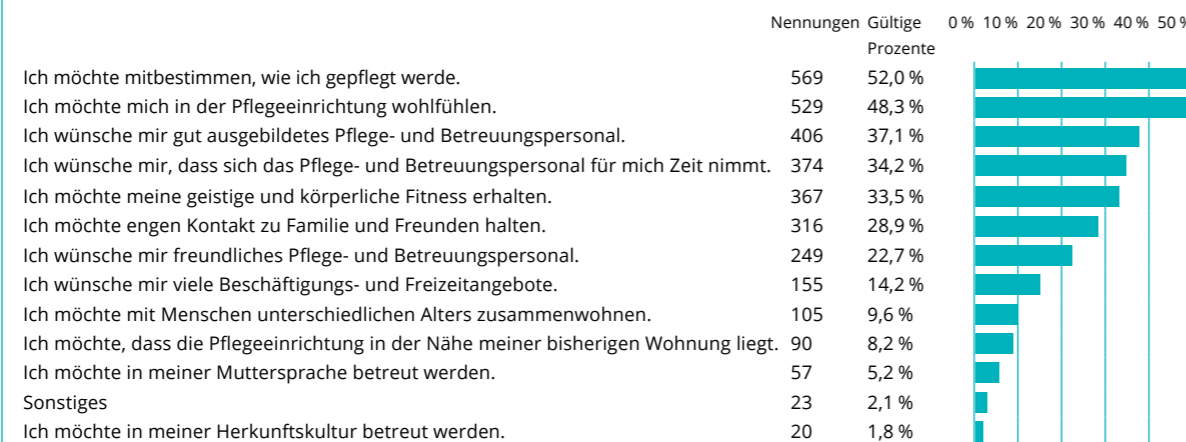 Nennungen Gültige Prozente 0 % 10 % 20 % 30 % 40 % 50 %
Ich möchte mitbestimmen, wie ich gepflegt werde. 569 52,0 %
Ich möchte mich in der Pflegeeinrichtung wohlfühlen. 529 48,3 %
Ich wünsche mir gut ausgebildetes Pflege- und Betreuungspersonal. 406 37,1 %
Ich wünsche mir, dass sich das Pflege- und Betreuungspersonal für mich Zeit nimmt. 374 34,2 %
Ich möchte meine geistige und körperliche Fitness erhalten. 367 33,5 %
Ich möchte engen Kontakt zu Familie und Freunden halten. 316 28,9 %
Ich wünsche mir freundliches Pflege- und Betreuungspersonal. 249 22,7 %
Ich wünsche mir viele Beschäftigungs- und Freizeitangebote. 155 14,2 %
Ich möchte mit Menschen unterschiedlichen Alters zusammenwohnen. 105 9,6 %
Ich möchte, dass die Pflegeeinrichtung in der Nähe meiner bisherigen Wohnung liegt. 90 8,2 %
Ich möchte in meiner Muttersprache betreut werden. 57 5,2 %
Sonstiges 23 2,1 %
Ich möchte in meiner Herkunftskultur betreut werden. 20 1,8 %